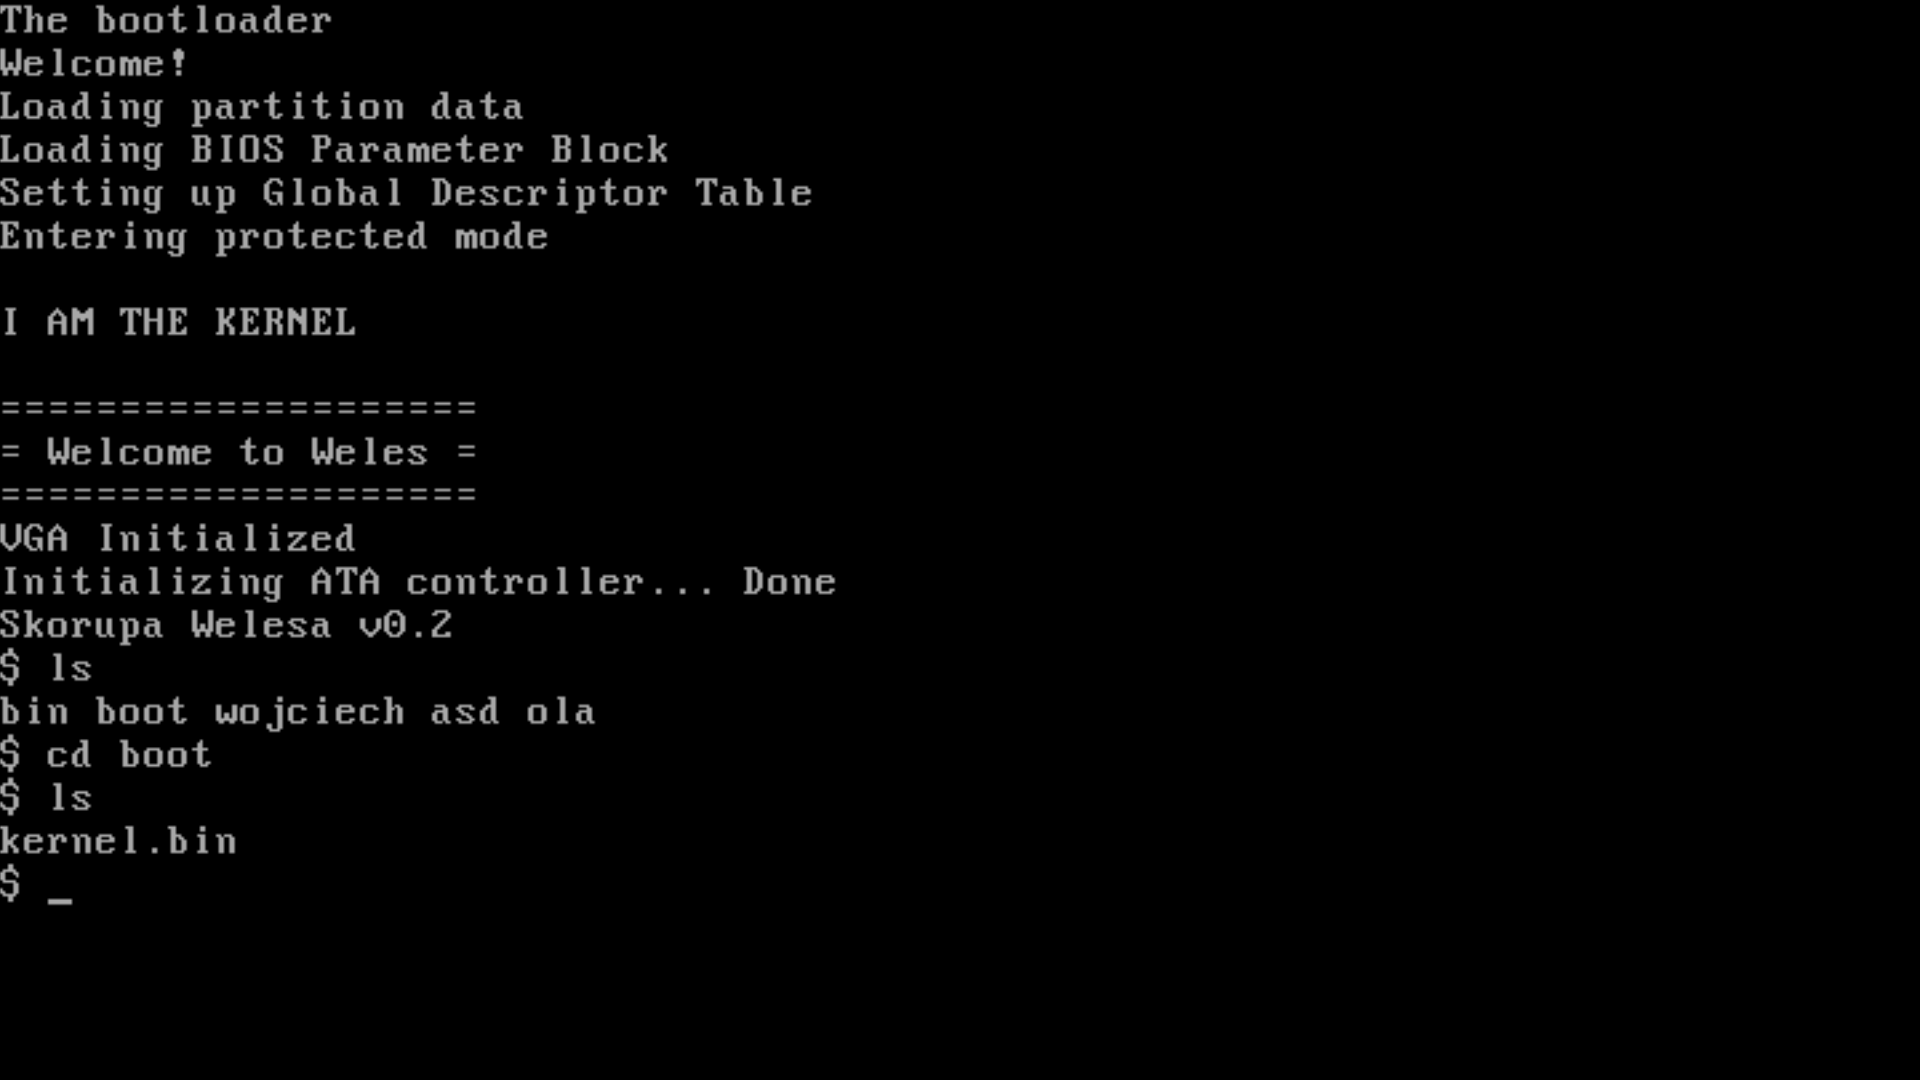 The bootloader
Welcome!
Loading partition data
Loading BIOS Parameter Block
Setting up Global Descriptor Table
Entering protected mode
I AM THE KERNEL
====================
= Welcome to Weles =
====================
VGA Initialized
Initializing ATA controller... Done
Skorupa Welesa v0.2
$ ls
bin boot wojciech asd ola
$ cd boot
$ ls
kernel.bin
$ _